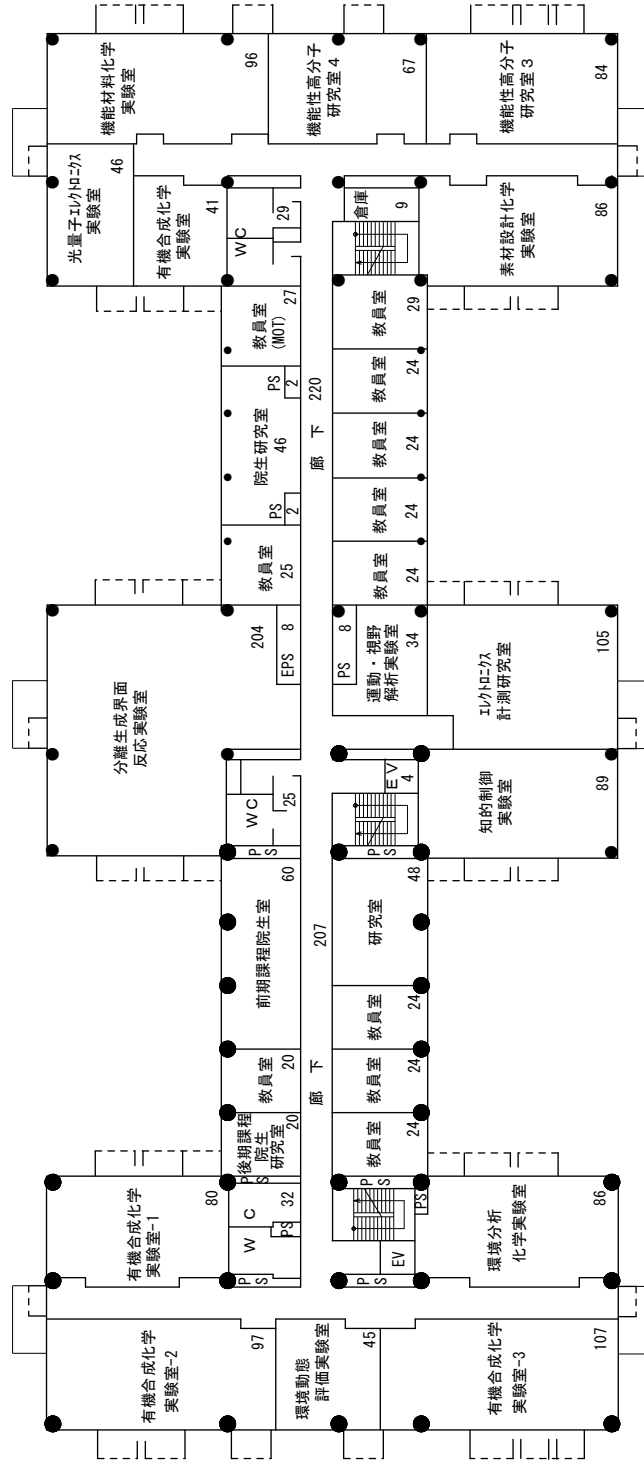 有機合成化学
実験室-2
97
環境動態
評価実験室
45
有機合成化学
実験室-3
107
有機合成化学
実験室-1
80
P
S
W C
32
PS
EV
P
S
P
S
PS
環境分析
化学実験室
86
後期課程
院生
研究室
20
P
S
教員室
20
前期課程院生室
60
廊 下
207
教員室
24
教員室
24
教員室
24
研究室
48
分離生成界面
反応実験室
204
P
S
WC
25
EPS 8
P
S
EV
4
PS 8
運動・視野
解析実験室
34
知的制御
実験室
89
エレクトロニクス
計測研究室
105
教員室
25
PS
2
院生研究室
46
PS
2
教員室
(MOT)
27
廊 下
220
教員室
24
教員室
24
教員室
24
教員室
24
教員室
29
光量子エレクトロニクス
実験室
46
有機合成化学
実験室
41
WC
29
倉庫
9
素材設計化学
実験室
86
機能材料化学
実験室
96
機能性高分子
研究室4
67
機能性高分子
研究室3
84